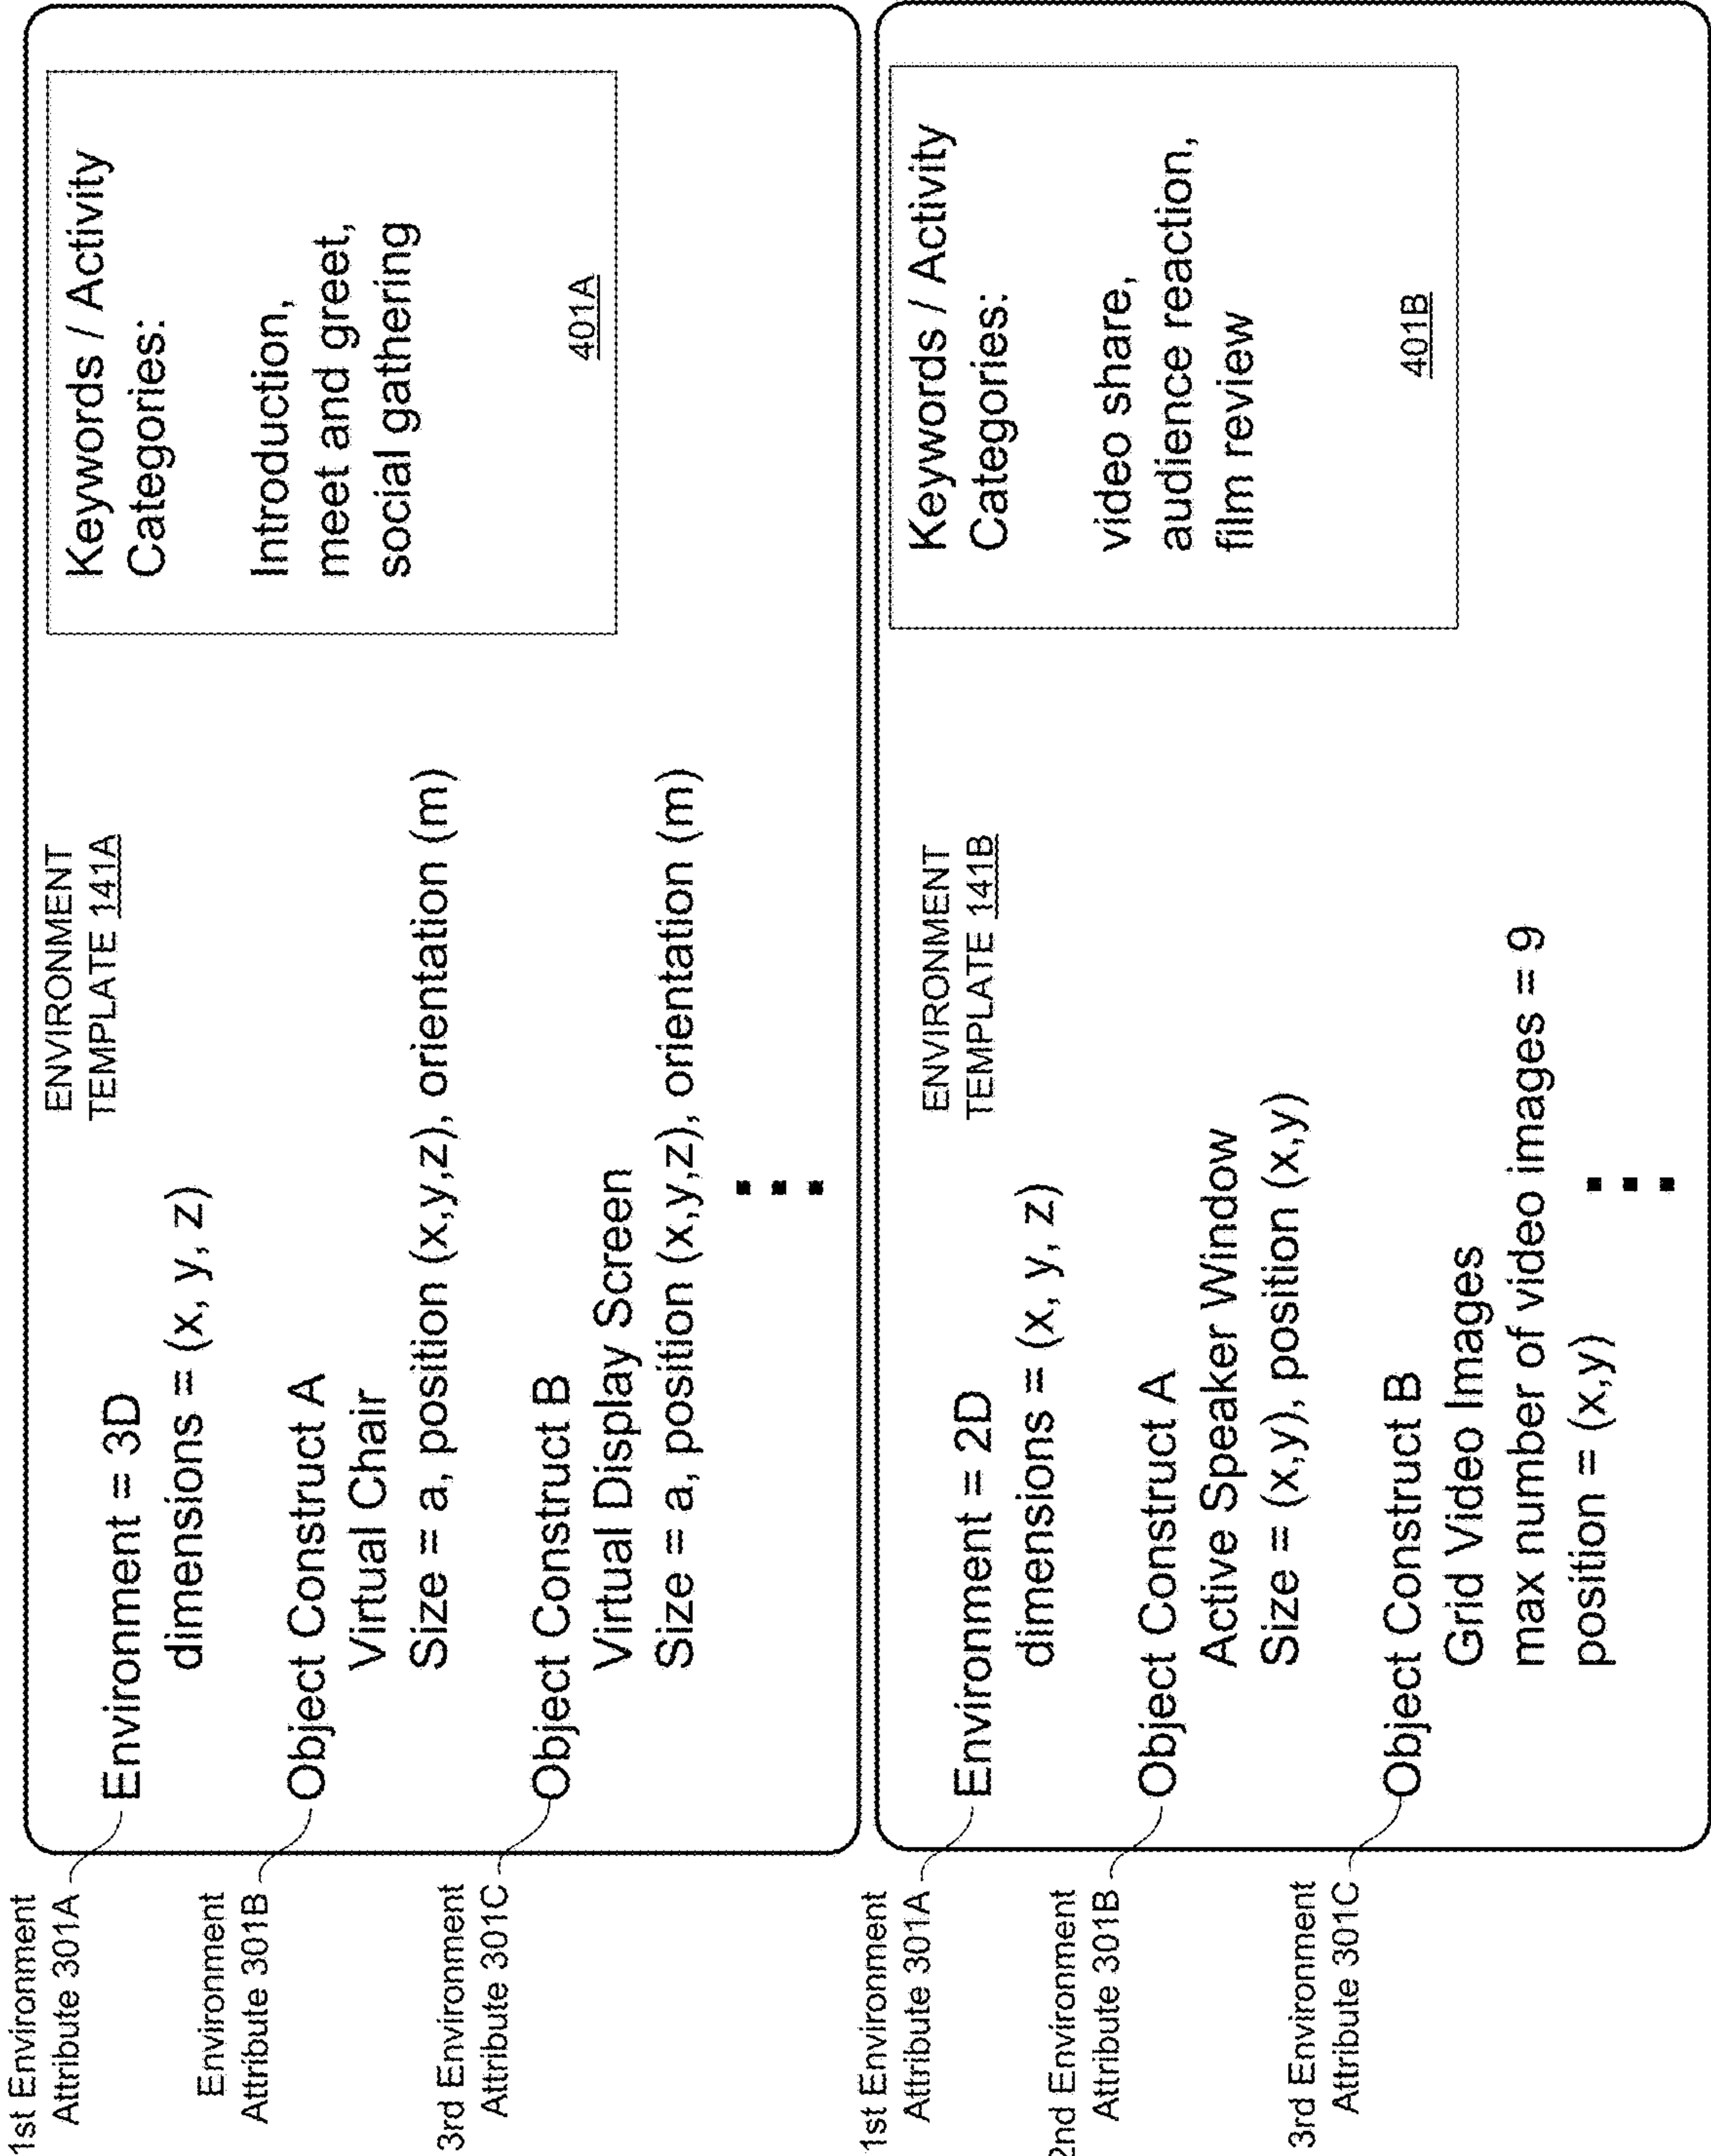 1st Environment
Attribute 301A
Environment
Attribute 301B
3rd Environment
Attribute 301C
ENVIRONMENT
TEMPLATE 141A
Environment = 3D
dimensions = (x, y, z)
Object Construct A
Virtual Chair
Size = a, position (x,y,z), orientation (m)
Object Construct B
Virtual Display Screen
Size = a, position (x,y,z), orientation (m)
Keywords / Activity
Categories:
Introduction,
meet and greet,
social gathering
401A
1st Environment
Attribute 301A
2nd Environment
Attribute 301B
3rd Environment
Attribute 301C
ENVIRONMENT
TEMPLATE 141B
Environment = 2D
dimensions = (x, y, z)
Object Construct A
Active Speaker Window
Size = (x,y), position (x,y)
Object Construct B
Grid Video Images
max number of video images = 9
position = (x,y)
Keywords / Activity
Categories:
video share,
audience reaction,
film review
401B